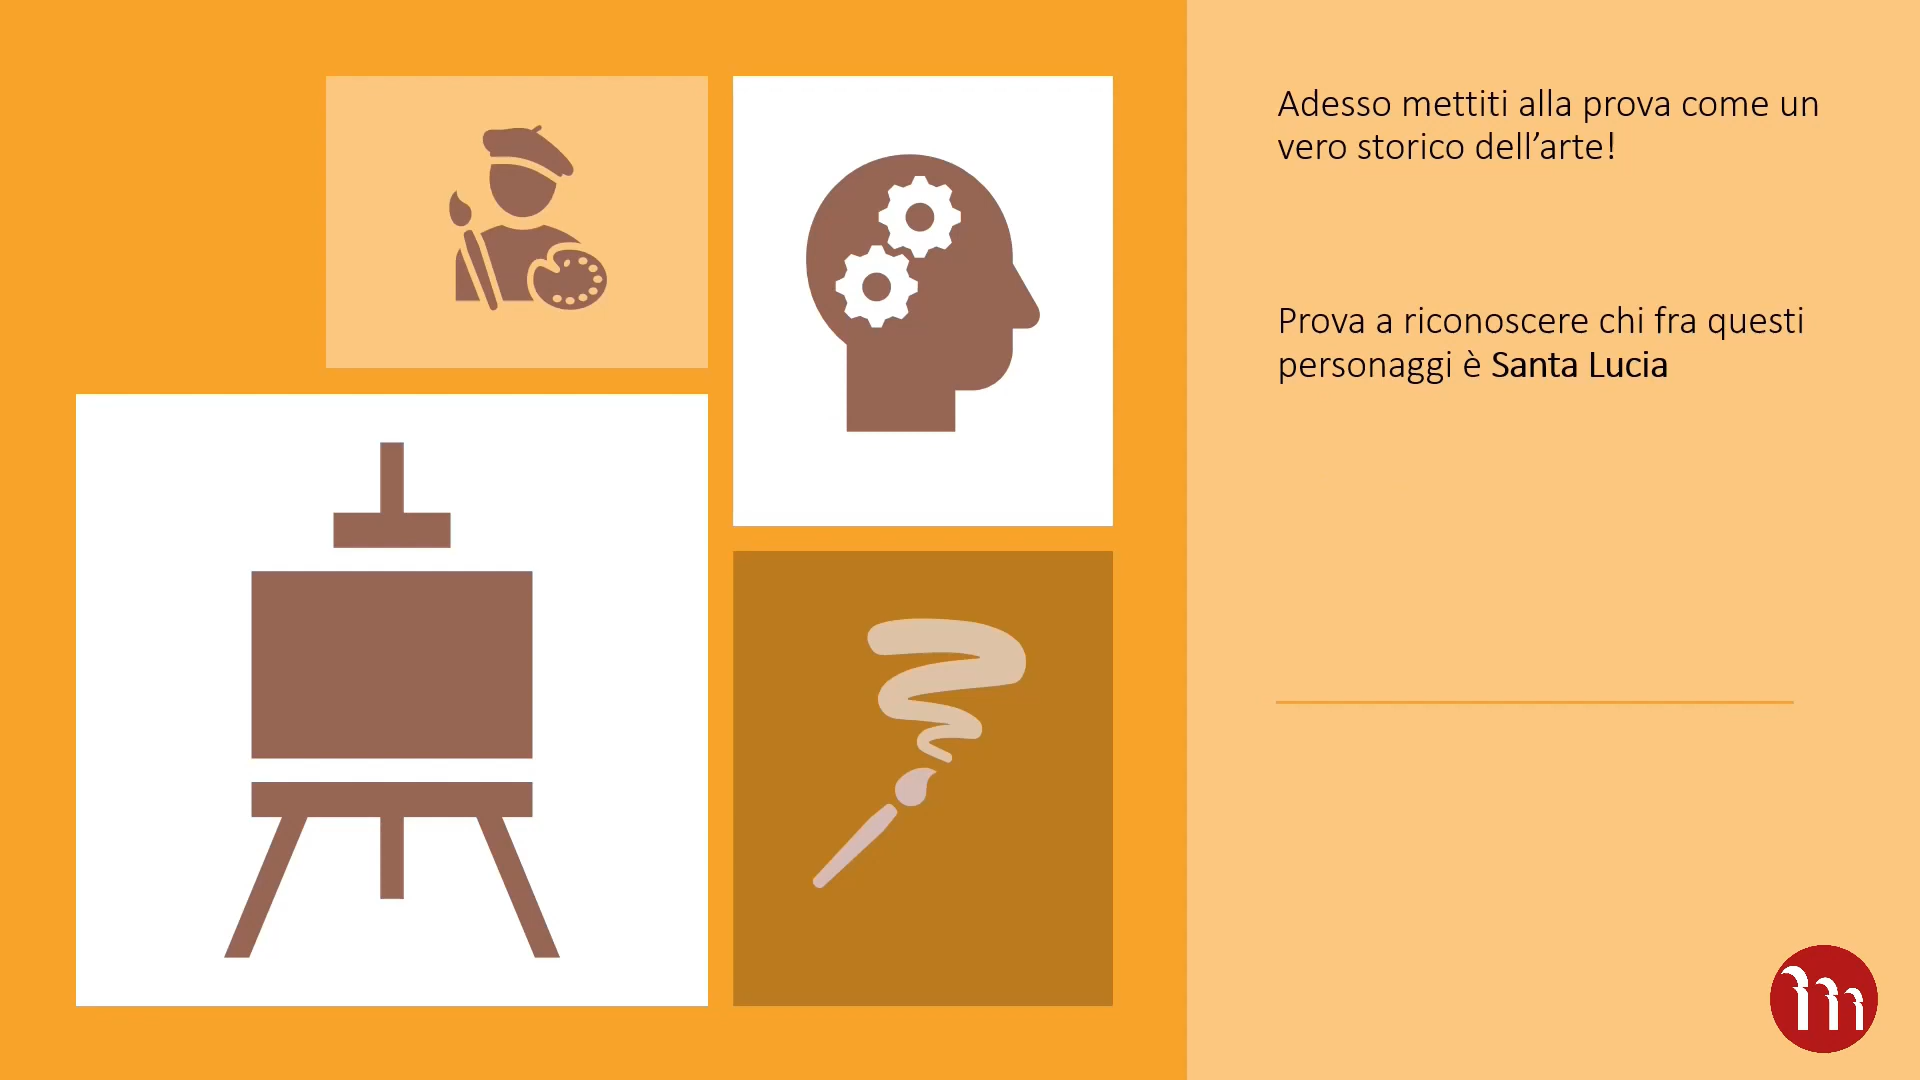 Adesso mettiti alla prova come un
vero storico dell’arte!
Prova a riconoscere chi fra questi
personaggi è Santa Lucia